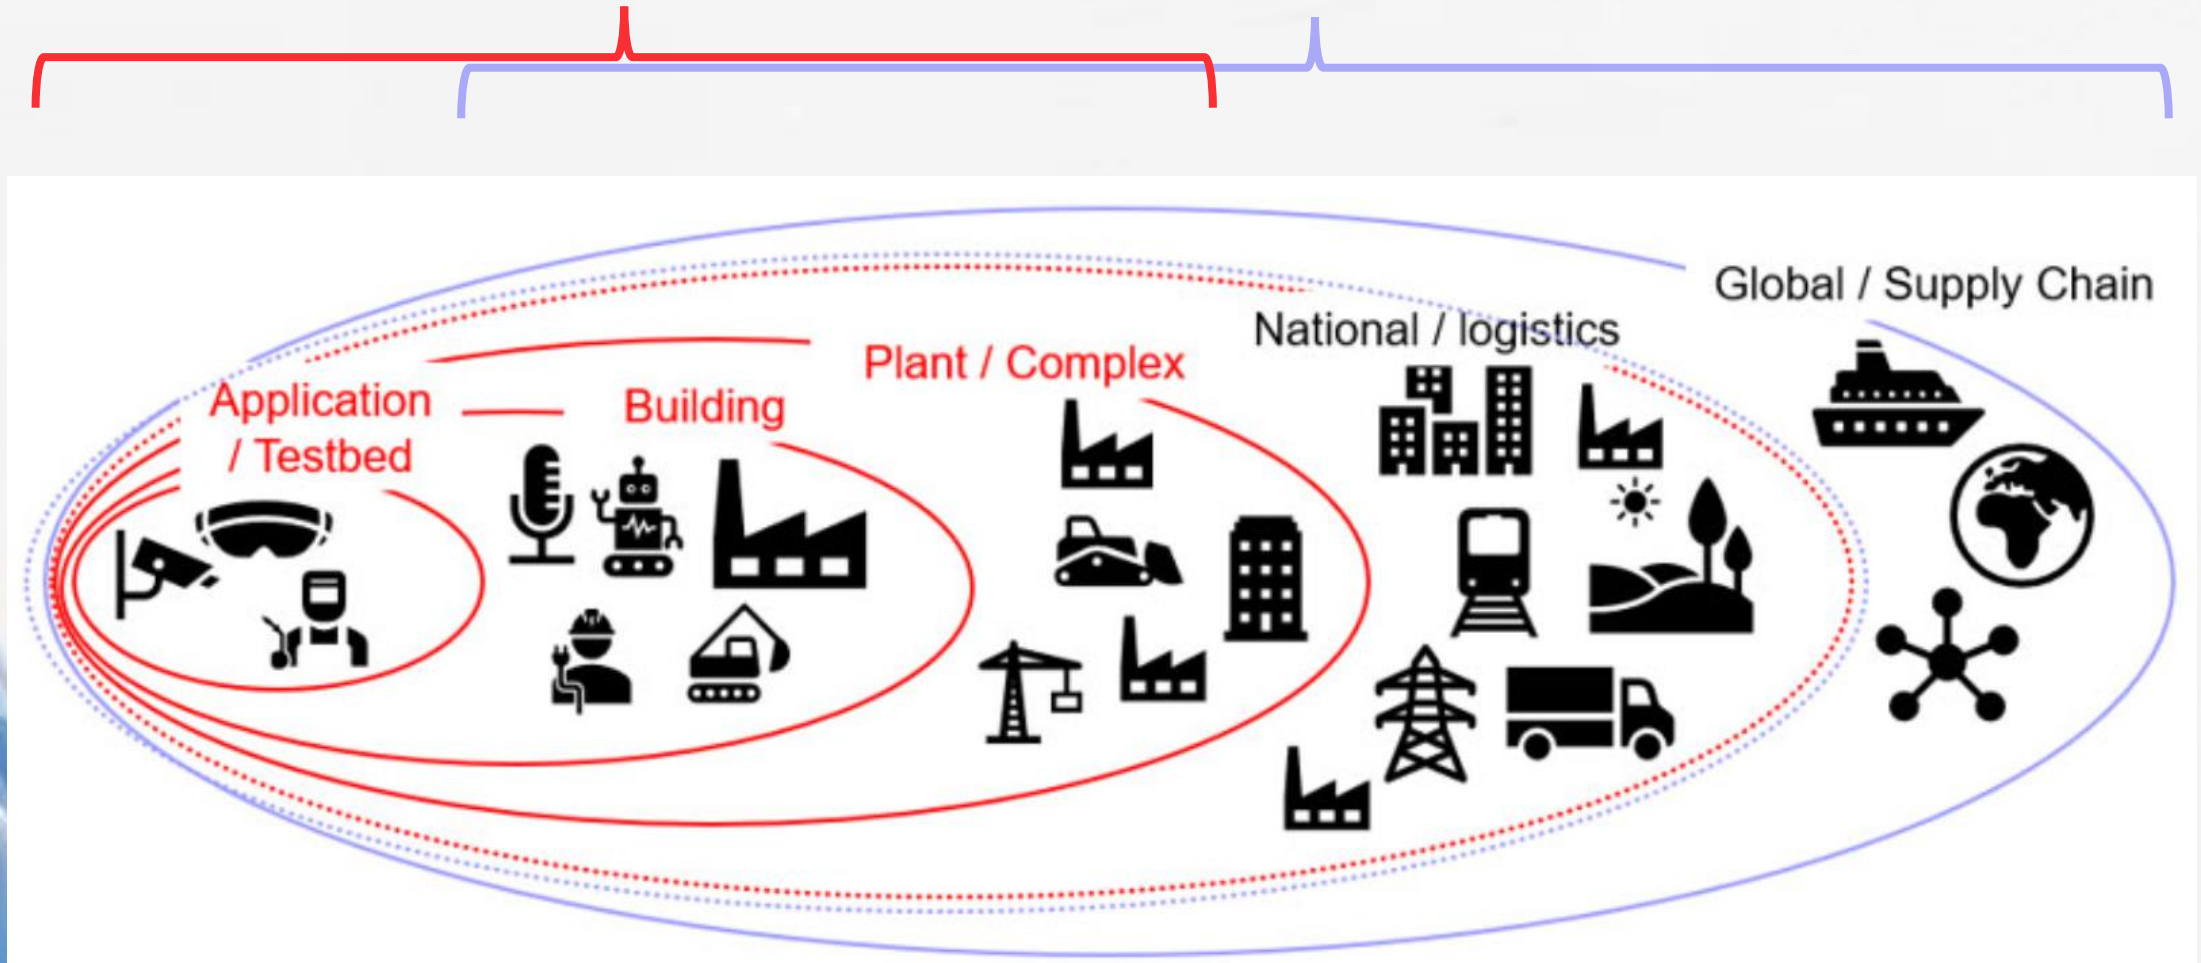 Global / Supply Chain
National / logistics
Plant / Complex
Application
/ Testbed
Building